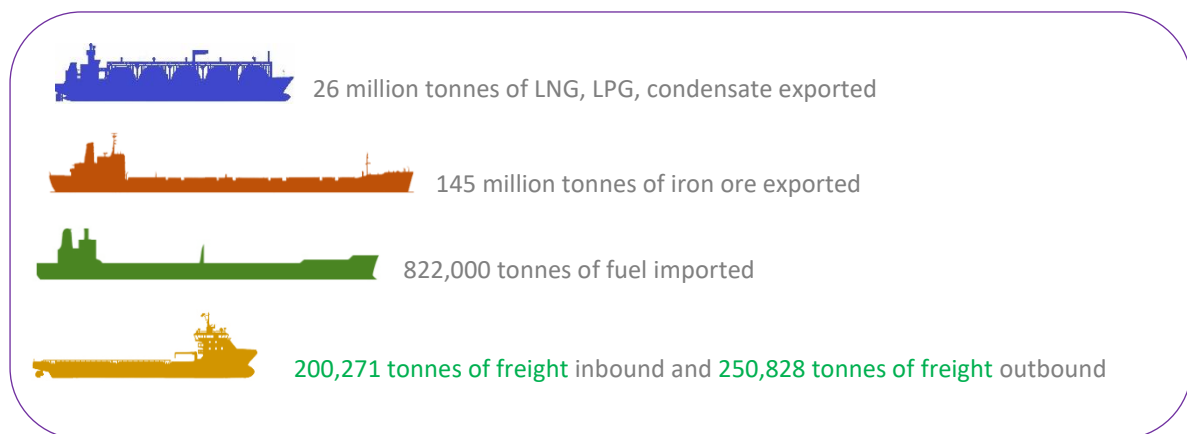 26 million tonnes of LNG, LPG, condensate exported
145 million tonnes of iron ore exported
822,000 tonnes of fuel imported
200,271 tonnes of freight inbound and 250,828 tonnes of freight outbound